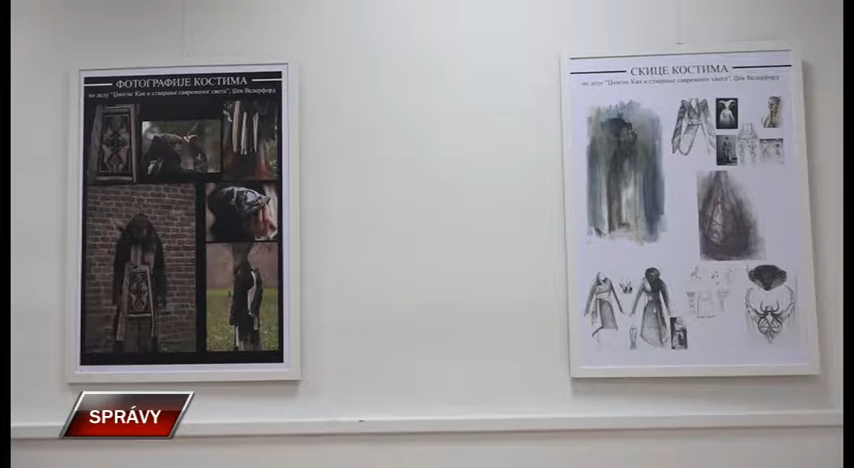 ФОТОГРАФИЈЕ КОСТИМА
по делу "Џингис Кан и стварање савременог света", Џек Ведерфорд
СКИЦЕ КОСТИМА
по делу "Џингис Кан и стварање савременог света", Џек Ведерфорд
SPRÁVY